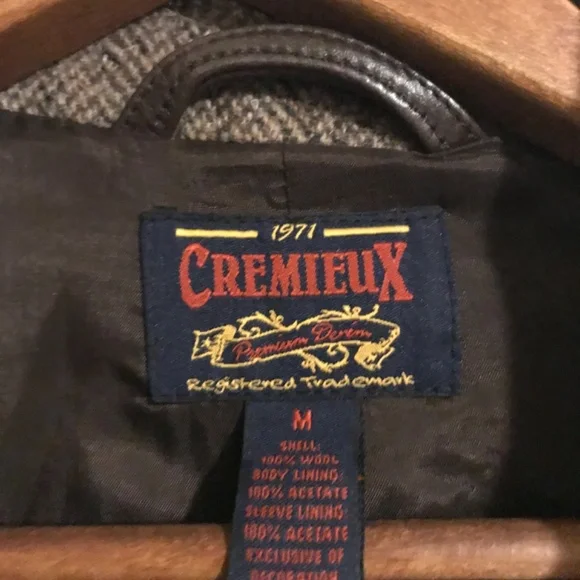 1971
CREMIEUX
Premium Denim
Registered Trademark
M
SHELL:
100% WOOL
BODY LINING:
100% ACETATE
SLEEVE LINING:
100% ACETATE
EXCLUSIVE OF
DECORATION